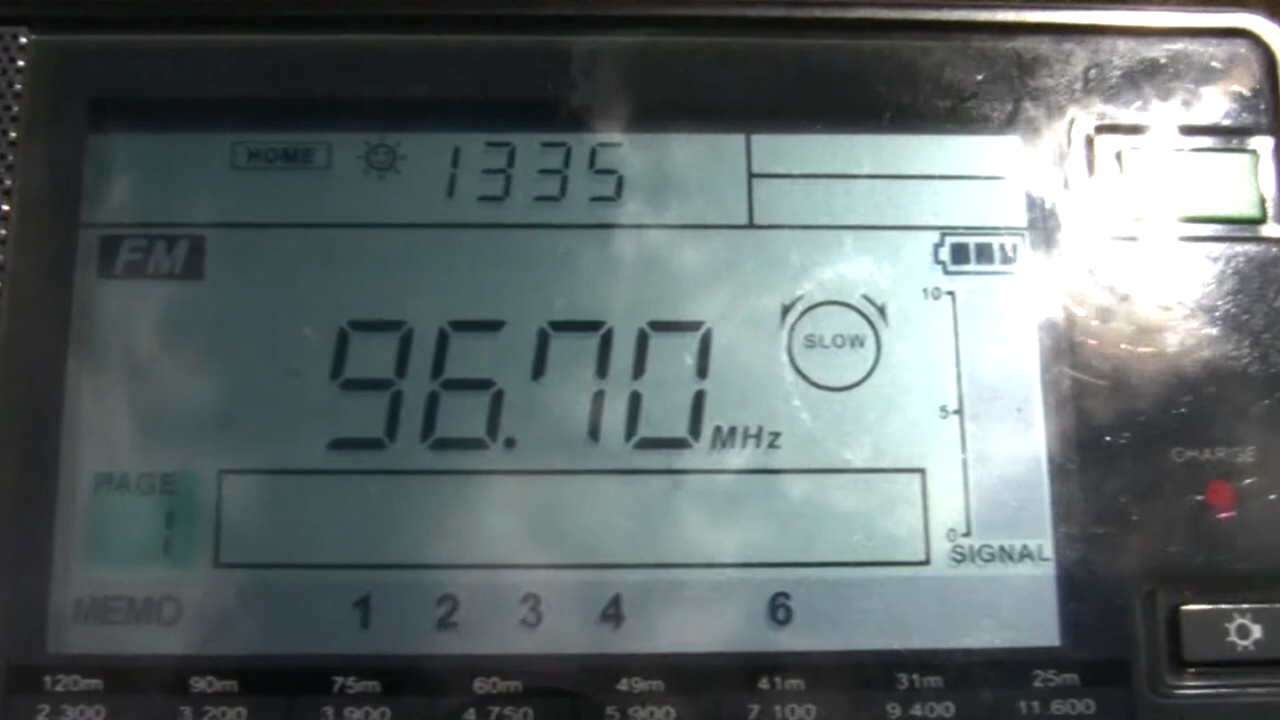 HOME 1335
FM
96.70 MHz
SLOW
10
5
0
SIGNAL
CHARGE
PAGE
1
MEMO 1 2 3 4 6
120m 90m 75m 60m 49m 41m 31m 25m
2.300 3.200 3.900 4.750 5.900 7.100 9.400 11.600